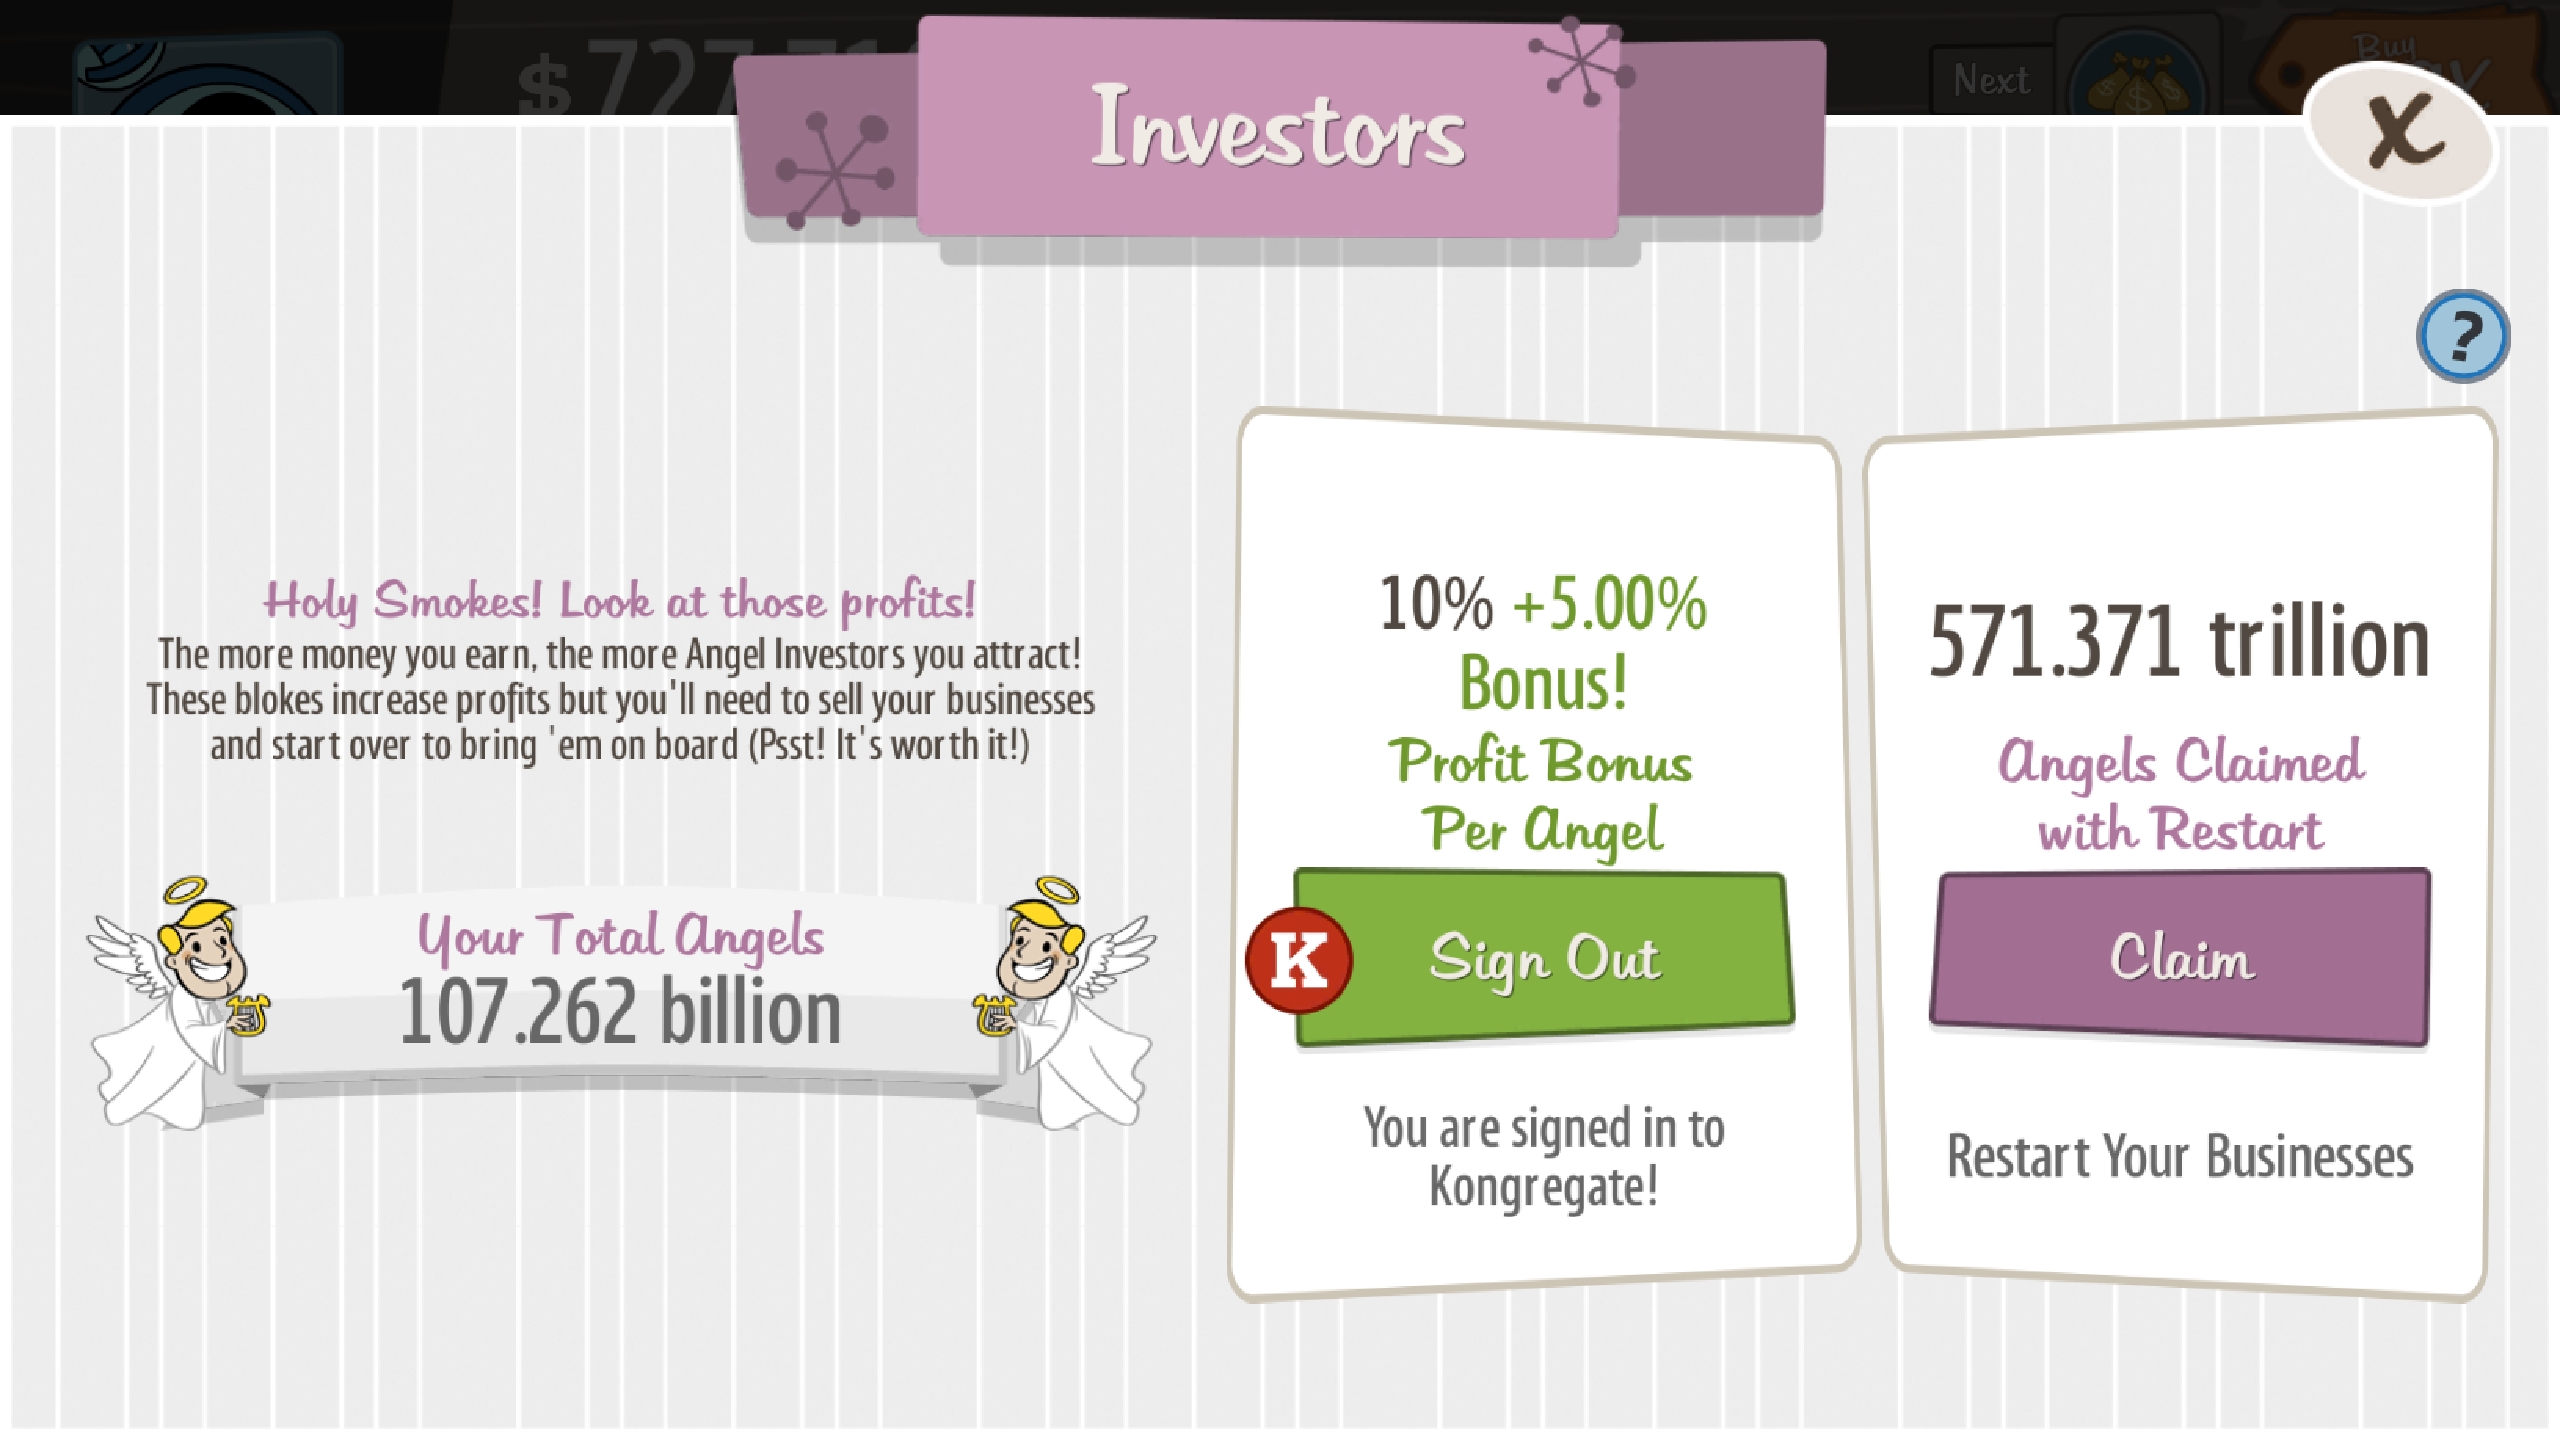 Investors
Next
Buy
X
?
Holy Smokes! Look at those profits!
The more money you earn, the more Angel Investors you attract!
These blokes increase profits but you'll need to sell your businesses
and start over to bring 'em on board (Psst! It's worth it!)
Your Total Angels
107.262 billion
10% +5.00%
Bonus!
Profit Bonus
Per Angel
K
Sign Out
You are signed in to
Kongregate!
571.371 trillion
Angels Claimed
with Restart
Claim
Restart Your Businesses